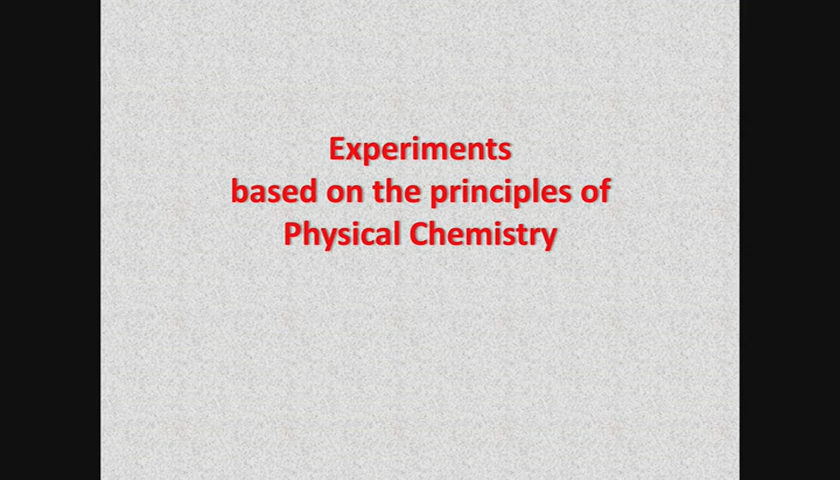 Experiments
based on the principles of
Physical Chemistry